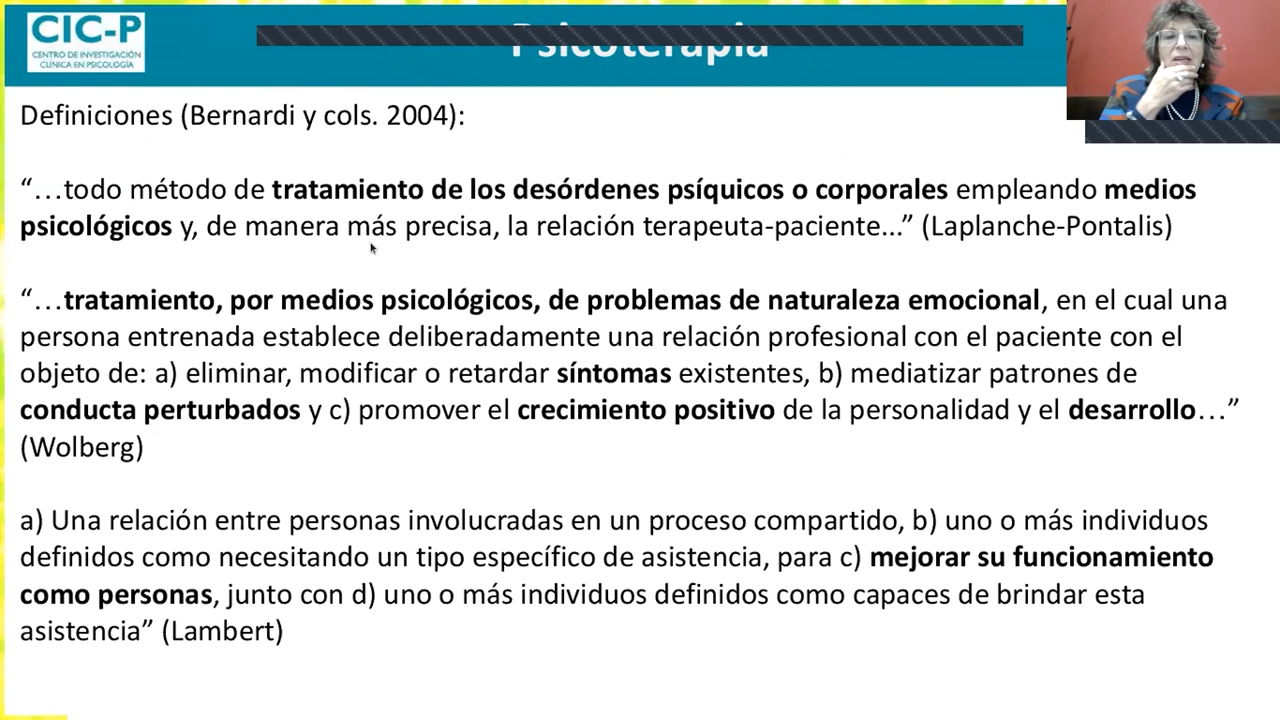 CIC-P
CENTRO DE INVESTIGACIÓN
CLÍNICA EN PSICOLOGÍA
Psicoterapia
Definiciones (Bernardi y cols. 2004):
“…todo método de tratamiento de los desórdenes psíquicos o corporales empleando medios
psicológicos y, de manera más precisa, la relación terapeuta-paciente...” (Laplanche-Pontalis)
“…tratamiento, por medios psicológicos, de problemas de naturaleza emocional, en el cual una
persona entrenada establece deliberadamente una relación profesional con el paciente con el
objeto de: a) eliminar, modificar o retardar síntomas existentes, b) mediatizar patrones de
conducta perturbados y c) promover el crecimiento positivo de la personalidad y el desarrollo…”
(Wolberg)
a) Una relación entre personas involucradas en un proceso compartido, b) uno o más individuos
definidos como necesitando un tipo específico de asistencia, para c) mejorar su funcionamiento
como personas, junto con d) uno o más individuos definidos como capaces de brindar esta
asistencia” (Lambert)